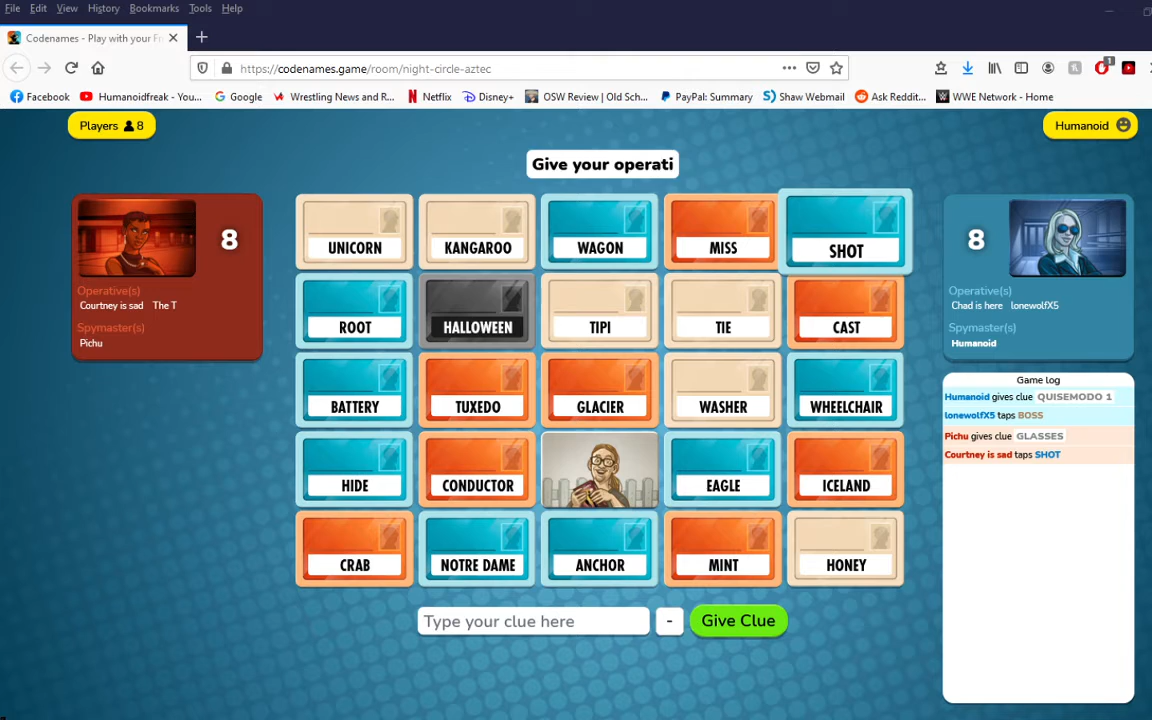 File Edit View History Bookmarks Tools Help
Codenames - Play with your Fr
https://codenames.game/room/night-circle-aztec
1
Facebook Humanoidfreak - You... Google Wrestling News and R... Netflix Disney+ OSW Review | Old Sch... PayPal: Summary Shaw Webmail Ask Reddit... WWE Network - Home
Players 8
Humanoid
Give your operati
8
Operative(s)
Courtney is sad The T
Spymaster(s)
Pichu
UNICORN KANGAROO WAGON MISS SHOT
ROOT HALLOWEEN TIPI TIE CAST
BATTERY TUXEDO GLACIER WASHER WHEELCHAIR
HIDE CONDUCTOR EAGLE ICELAND
CRAB NOTRE DAME ANCHOR MINT HONEY
Type your clue here - Give Clue
8
Operative(s)
Chad is here lonewolfX5
Spymaster(s)
Humanoid
Game log
Humanoid gives clue QUISEMODO 1
lonewolfX5 taps BOSS
Pichu gives clue GLASSES
Courtney is sad taps SHOT